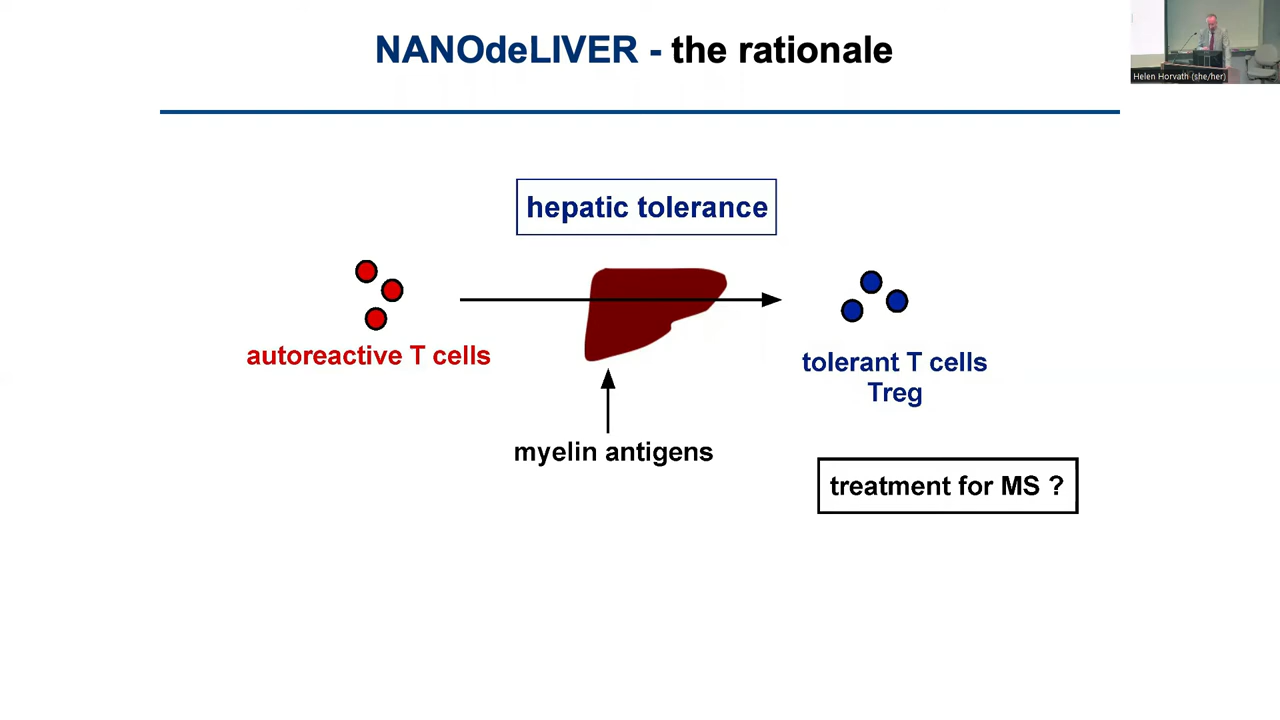 NANOdeLIVER - the rationale
Helen Horvath (she/her)
hepatic tolerance
autoreactive T cells
tolerant T cells
Treg
myelin antigens
treatment for MS ?